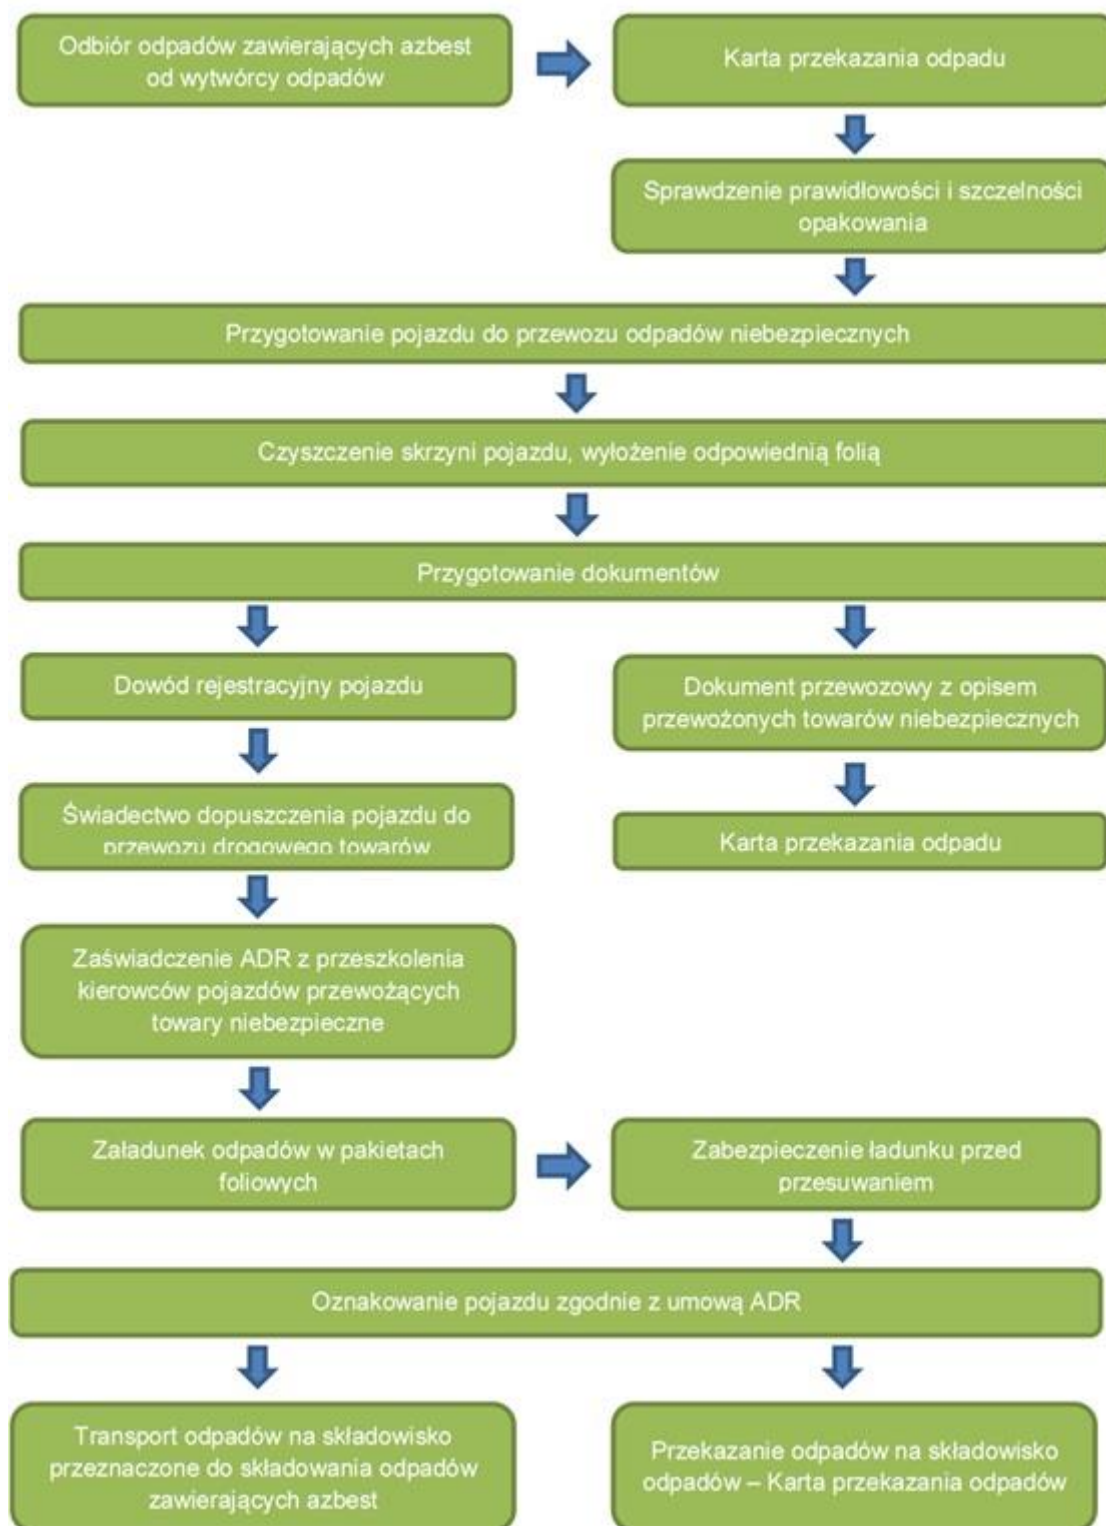 Odbiór odpadów zawierających azbest
od wytwórcy odpadów
Karta przekazania odpadu
Sprawdzenie prawidłowości i szczelności
opakowania
Przygotowanie pojazdu do przewozu odpadów niebezpiecznych
Czyszczenie skrzyni pojazdu, wyłożenie odpowiednią folią
Przygotowanie dokumentów
Dowód rejestracyjny pojazdu
Dokument przewozowy z opisem
przewożonych towarów niebezpiecznych
Świadectwo dopuszczenia pojazdu do
przewozu drogowego towarów
Karta przekazania odpadu
Zaświadczenie ADR z przeszkolenia
kierowców pojazdów przewożących
towary niebezpieczne
Załadunek odpadów w pakietach
foliowych
Zabezpieczenie ładunku przed
przesuwaniem
Oznakowanie pojazdu zgodnie z umową ADR
Transport odpadów na składowisko
przeznaczone do składowania odpadów
zawierających azbest
Przekazanie odpadów na składowisko
odpadów – Karta przekazania odpadów